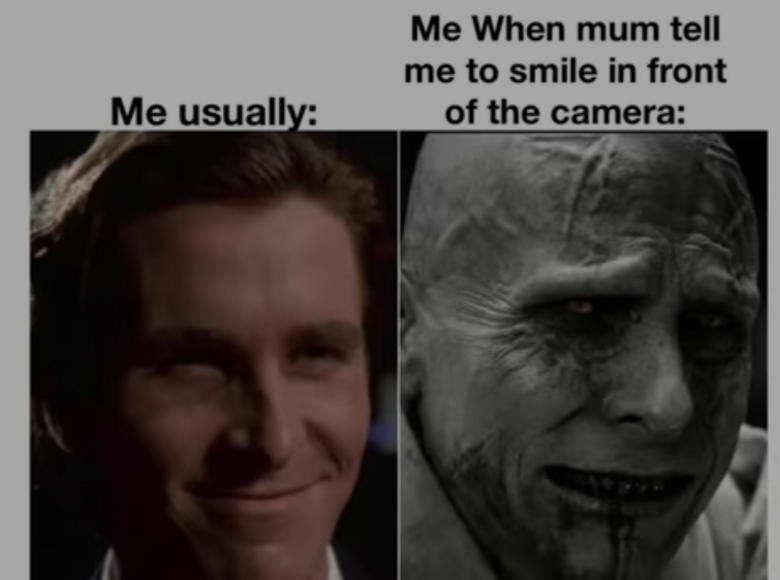 Me usually:
Me When mum tell
me to smile in front
of the camera: